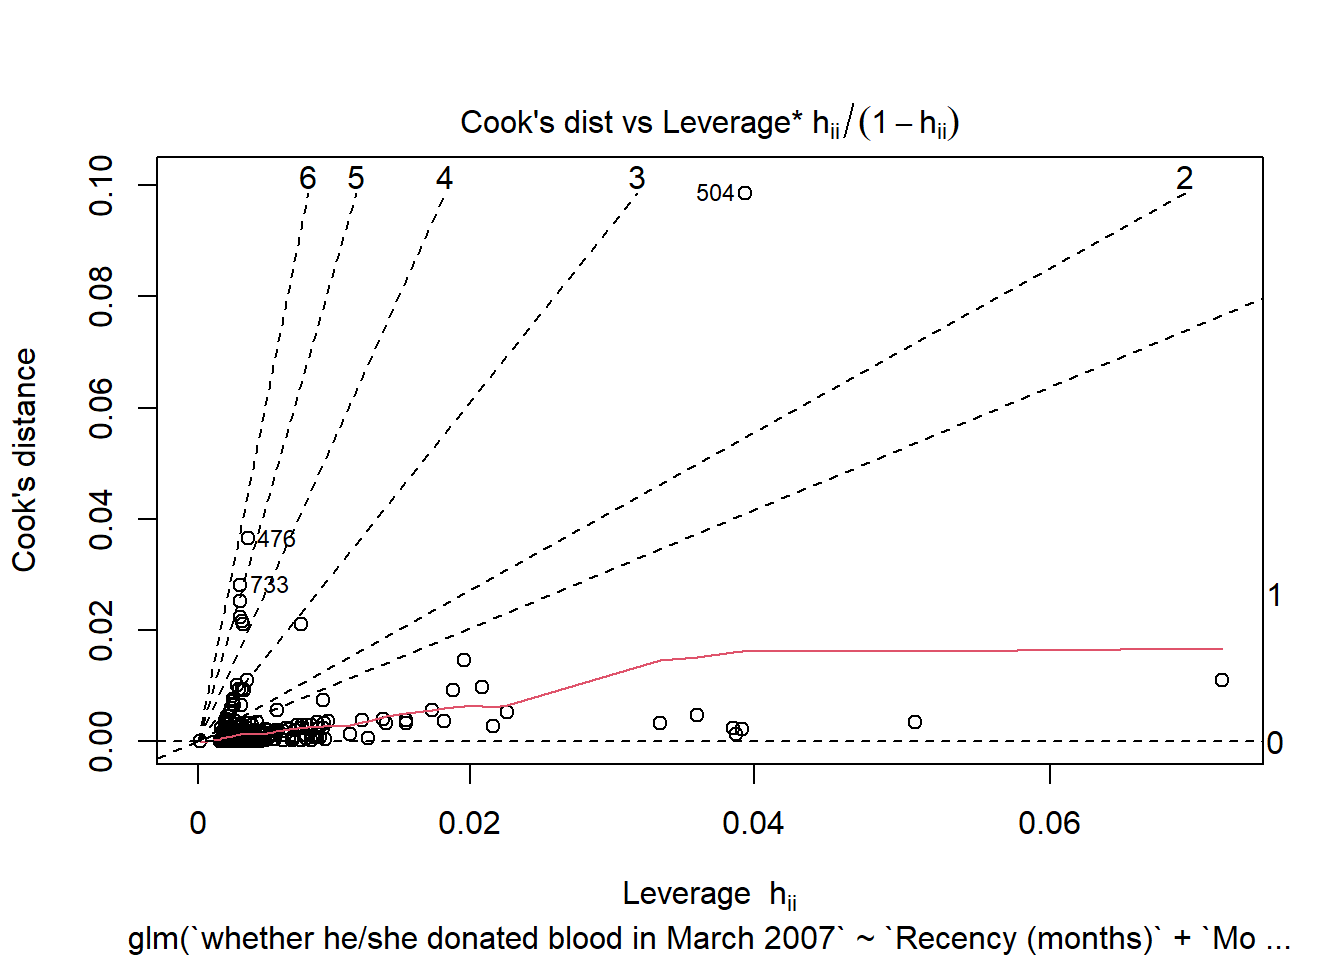 Cook's dist vs Leverage* hii/(1−hii)
6 5 4 3 2
504
476
733
1
0
Cook's distance
0.00 0.02 0.04 0.06 0.08 0.10
0 0.02 0.04 0.06
Leverage hii
glm(`whether he/she donated blood in March 2007` ~ `Recency (months)` + `Mo ...